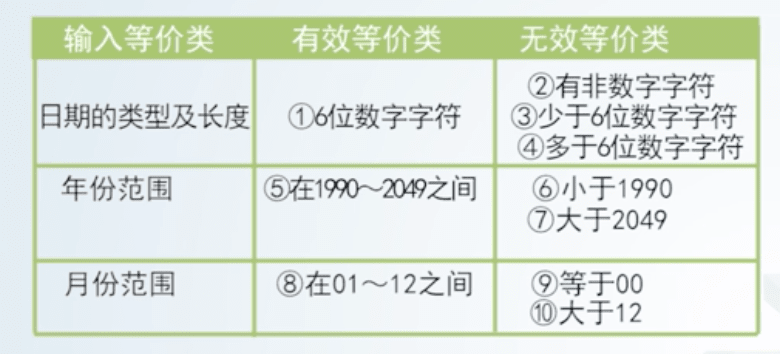 输入等价类 有效等价类 无效等价类
日期的类型及长度 ①6位数字字符 ②有非数字字符
③少于6位数字字符
④多于6位数字字符
年份范围 ⑤在1990～2049之间 ⑥小于1990
⑦大于2049
月份范围 ⑧在01～12之间 ⑨等于00
⑩大于12